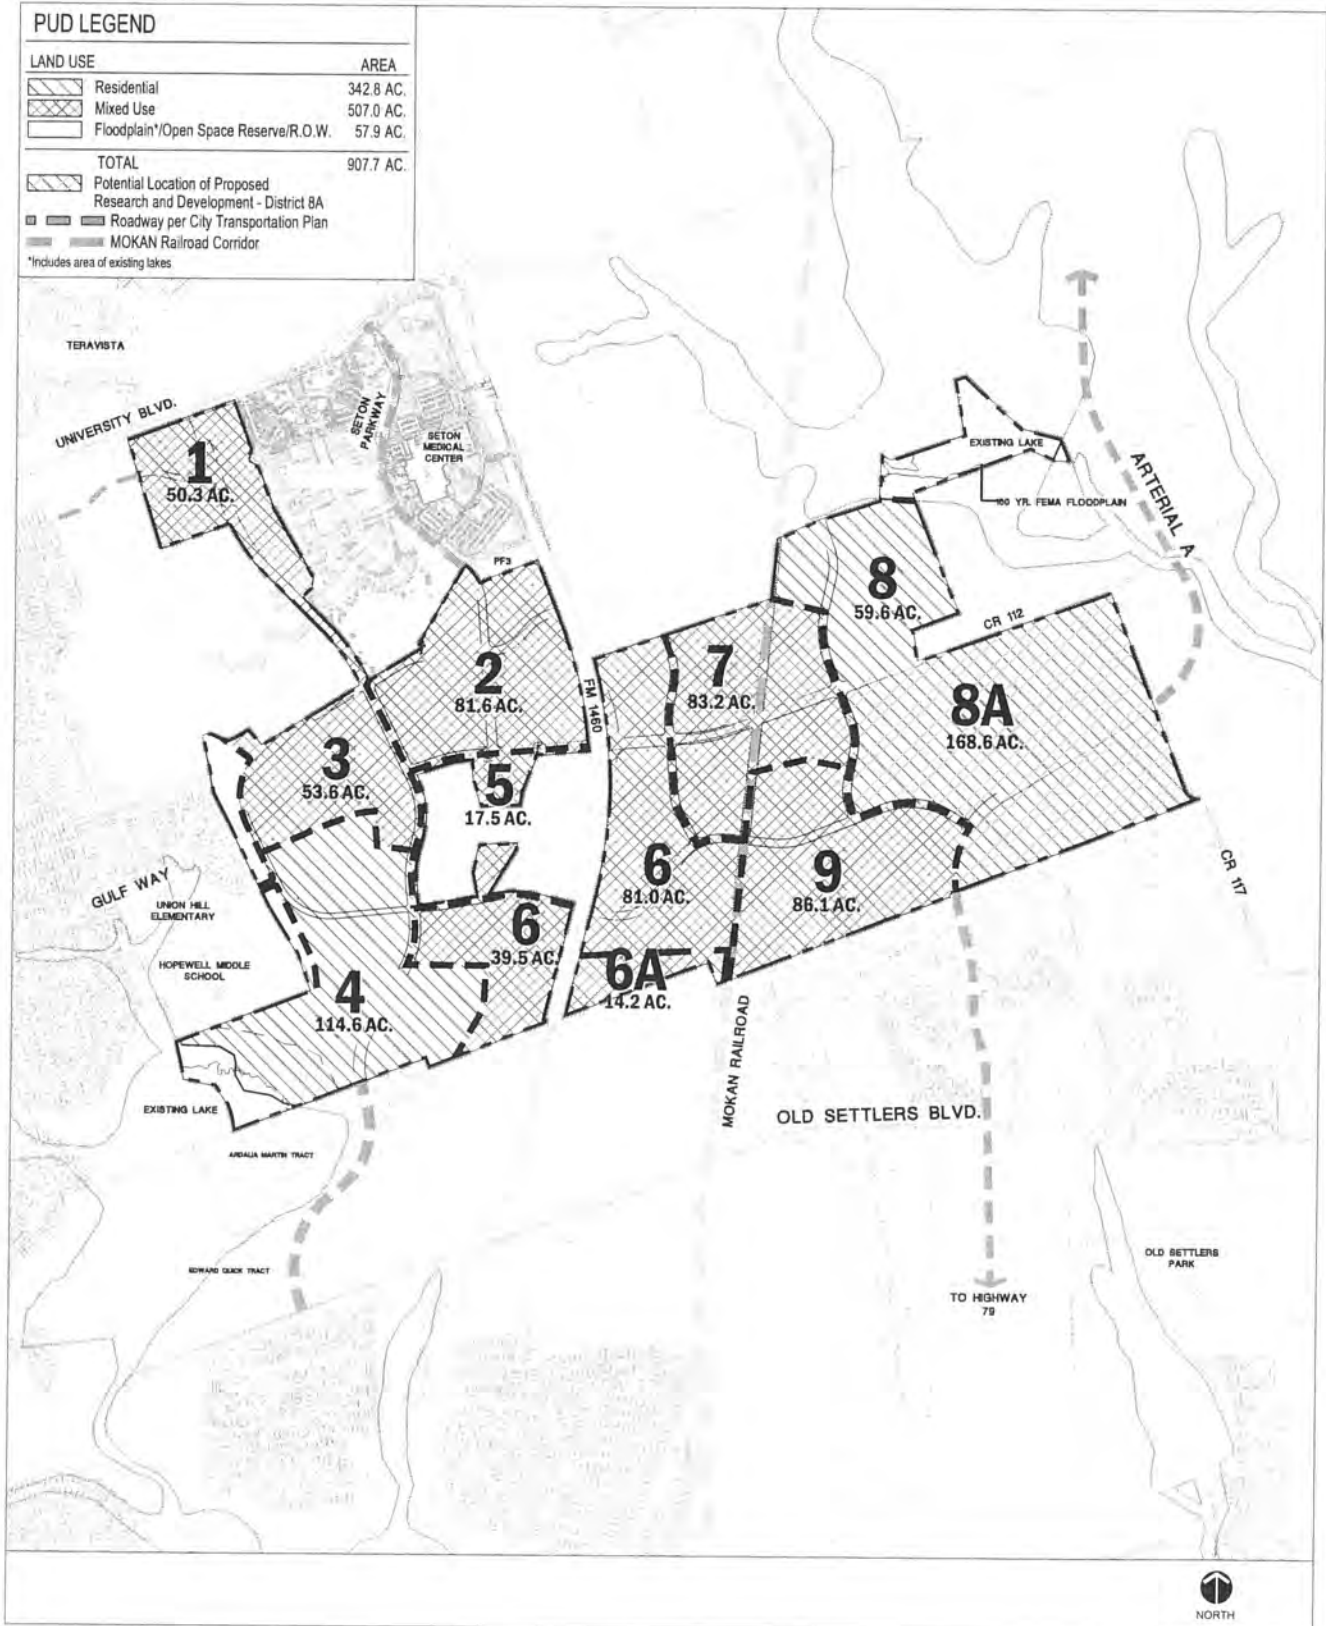 PUD LEGEND
LAND USE AREA
Residential 342.8 AC.
Mixed Use 507.0 AC.
Floodplain*/Open Space Reserve/R.O.W. 57.9 AC.
TOTAL 907.7 AC.
Potential Location of Proposed
Research and Development - District 8A
Roadway per City Transportation Plan
MOKAN Railroad Corridor
*Includes area of existing lakes
TERAVISTA
UNIVERSITY BLVD.
SETON
PARKWAY
SETON
MEDICAL
CENTER
1
50.3 AC.
EXISTING LAKE
100 YR. FEMA FLOODPLAIN
ARTERIAL A
PF3
8
59.6 AC.
CR 112
2
81.6 AC.
FM 1460
7
83.2 AC.
8A
168.6 AC.
3
53.6 AC.
5
17.5 AC.
GULF WAY
UNION HILL
ELEMENTARY
HOPEWELL MIDDLE
SCHOOL
6
81.0 AC.
9
86.1 AC.
CR 117
6
39.5 AC.
6A
14.2 AC.
4
114.6 AC.
MOKAN RAILROAD
EXISTING LAKE
OLD SETTLERS BLVD.
ARDALIA MARTIN TRACT
EDWARD QUICK TRACT
OLD SETTLERS
PARK
TO HIGHWAY
79
NORTH